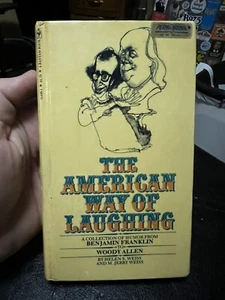 THE
AMERICAN
WAY OF
LAUGHING
A COLLECTION OF HUMOR FROM
BENJAMIN FRANKLIN
TO
WOODY ALLEN
BY HELEN S. WEISS
AND M. JERRY WEISS